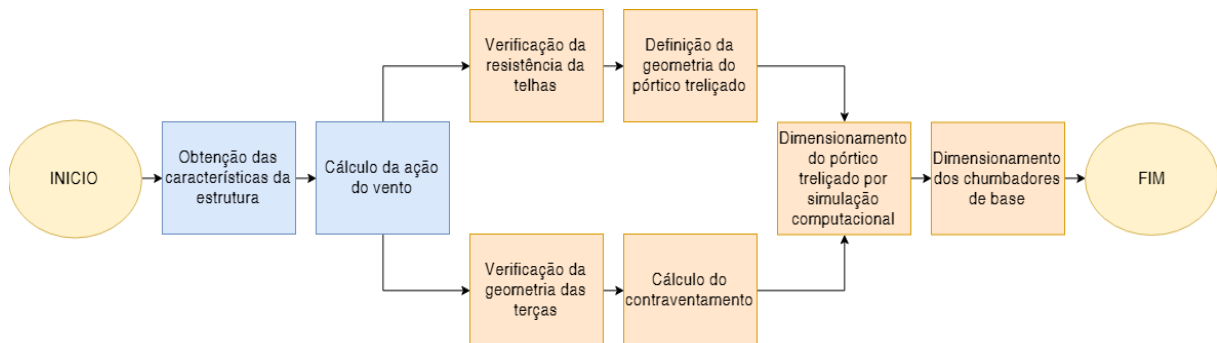 INICIO
Obtenção das
características da
estrutura
Cálculo da ação
do vento
Verificação da
resistência da
telhas
Definição da
geometria do
pórtico treliçado
Verificação da
geometria das
terças
Cálculo do
contraventamento
Dimensionamento
do pórtico
treliçado por
simulação
computacional
Dimensionamento
dos chumbadores
de base
FIM